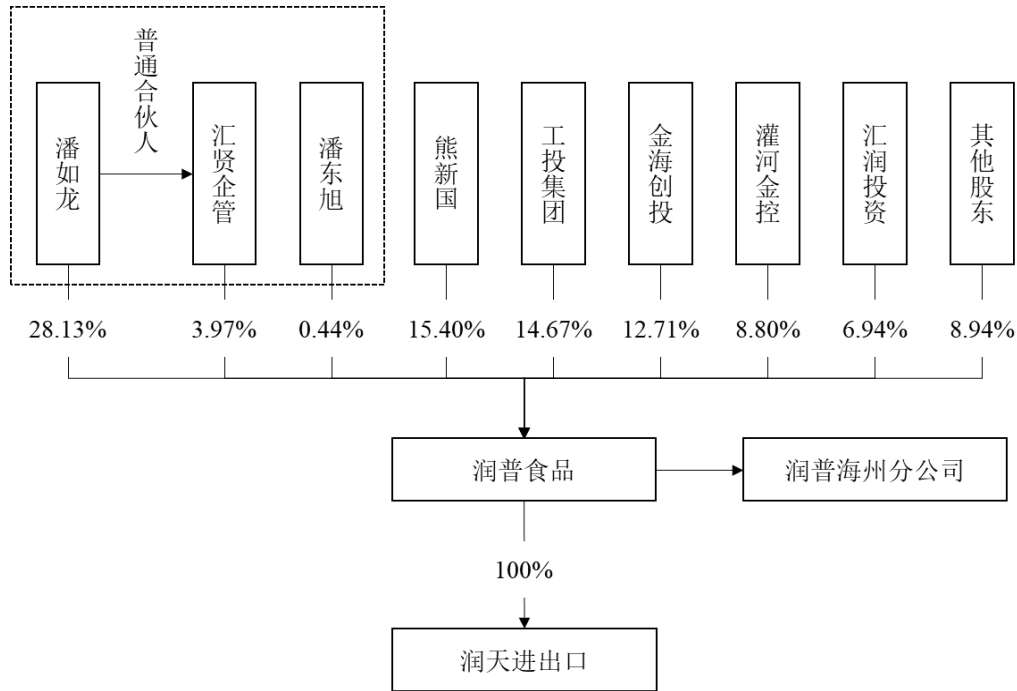 普通合伙人
潘如龙
汇贤企管
潘东旭
熊新国
工投集团
金海创投
灌河金控
汇润投资
其他股东
28.13%
3.97%
0.44%
15.40%
14.67%
12.71%
8.80%
6.94%
8.94%
润普食品
润普海州分公司
100%
润天进出口